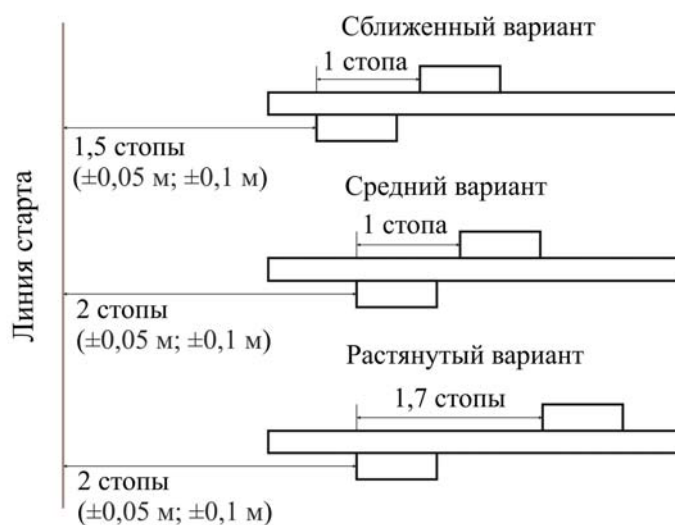 Линия старта
Сближенный вариант
1 стопа
1,5 стопы
(±0,05 м; ±0,1 м)
Средний вариант
1 стопа
2 стопы
(±0,05 м; ±0,1 м)
Растянутый вариант
1,7 стопы
2 стопы
(±0,05 м; ±0,1 м)